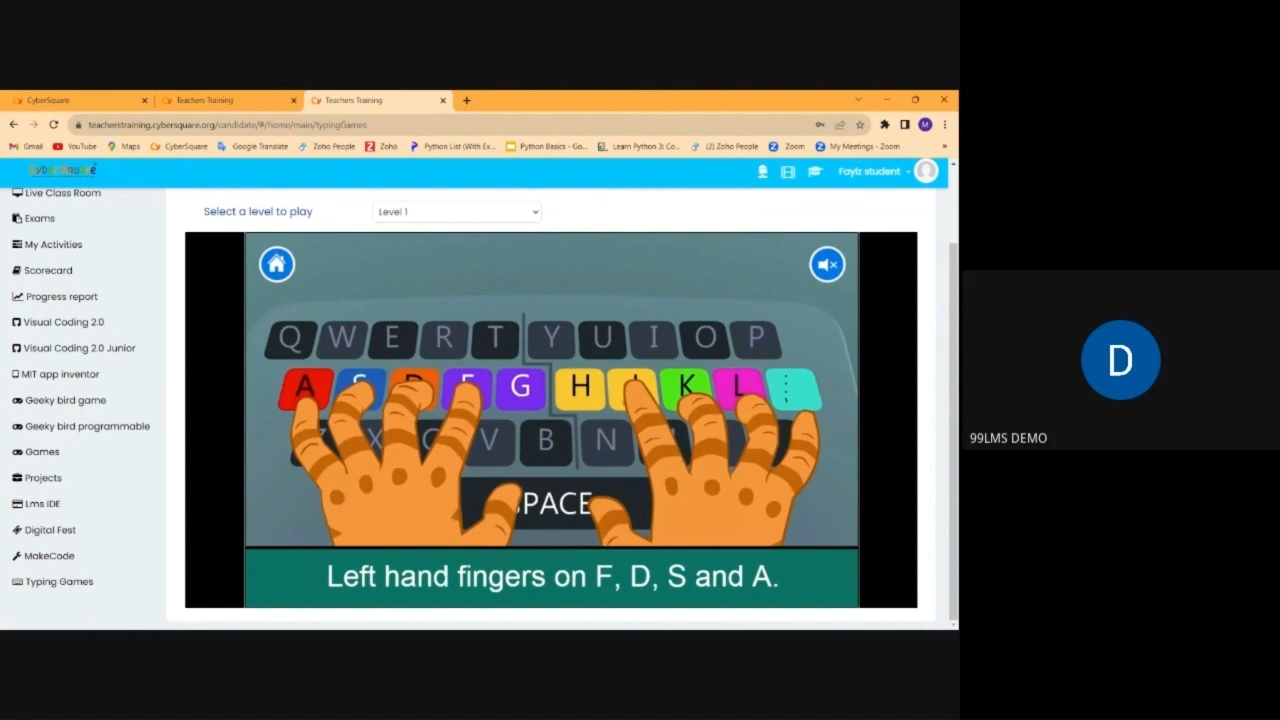 CyberSquare
Teachers Training
Teachers Training
teacherstraining.cybersquare.org/candidate/#/home/main/typingGames
M
Gmail YouTube Maps CyberSquare Google Translate Zoho People Zoho Python List (With Ex... Python Basics - Go... Learn Python 3: Co... (2) Zoho People Zoom My Meetings - Zoom »
Faylz student
Live Class Room
Select a level to play
Level 1
Exams
My Activities
Scorecard
Progress report
Visual Coding 2.0
Visual Coding 2.0 Junior
MIT app inventor
Geeky bird game
Geeky bird programmable
Games
Projects
Lms IDE
Digital Fest
MakeCode
Typing Games
Q W E R T Y U I O P
A S D F G H J K L ;
X C V B N
SPACE
Left hand fingers on F, D, S and A.
D
99LMS DEMO